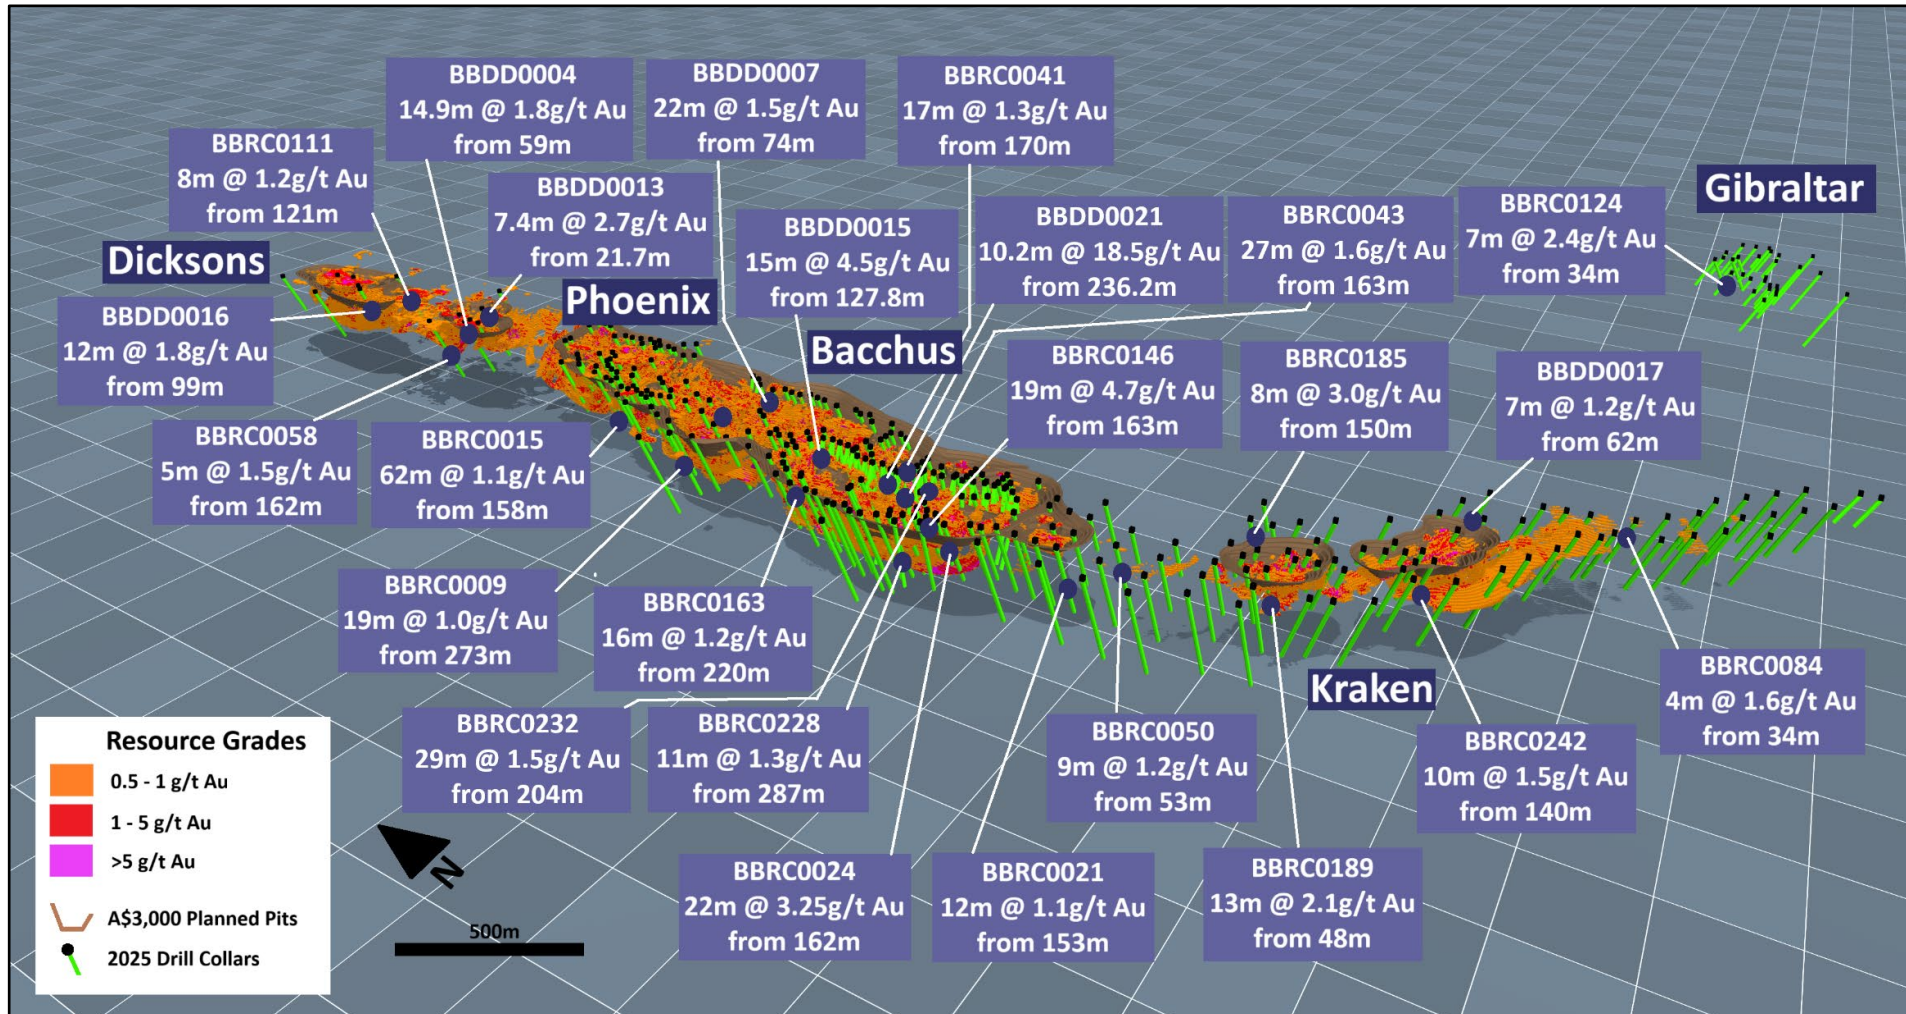 BBDD0004
14.9m @ 1.8g/t Au
from 59m
BBDD0007
22m @ 1.5g/t Au
from 74m
BBRC0041
17m @ 1.3g/t Au
from 170m
BBRC0111
8m @ 1.2g/t Au
from 121m
BBDD0013
7.4m @ 2.7g/t Au
from 21.7m
BBDD0015
15m @ 4.5g/t Au
from 127.8m
BBDD0021
10.2m @ 18.5g/t Au
from 236.2m
BBRC0043
27m @ 1.6g/t Au
from 163m
BBRC0124
7m @ 2.4g/t Au
from 34m
Gibraltar
Dicksons
Phoenix
Bacchus
BBDD0016
12m @ 1.8g/t Au
from 99m
BBRC0146
19m @ 4.7g/t Au
from 163m
BBRC0185
8m @ 3.0g/t Au
from 150m
BBDD0017
7m @ 1.2g/t Au
from 62m
BBRC0058
5m @ 1.5g/t Au
from 162m
BBRC0015
62m @ 1.1g/t Au
from 158m
BBRC0009
19m @ 1.0g/t Au
from 273m
BBRC0163
16m @ 1.2g/t Au
from 220m
Kraken
BBRC0084
4m @ 1.6g/t Au
from 34m
BBRC0232
29m @ 1.5g/t Au
from 204m
BBRC0228
11m @ 1.3g/t Au
from 287m
BBRC0050
9m @ 1.2g/t Au
from 53m
BBRC0242
10m @ 1.5g/t Au
from 140m
BBRC0024
22m @ 3.25g/t Au
from 162m
BBRC0021
12m @ 1.1g/t Au
from 153m
BBRC0189
13m @ 2.1g/t Au
from 48m
Resource Grades
0.5 - 1 g/t Au
1 - 5 g/t Au
>5 g/t Au
A$3,000 Planned Pits
2025 Drill Collars
N
500m